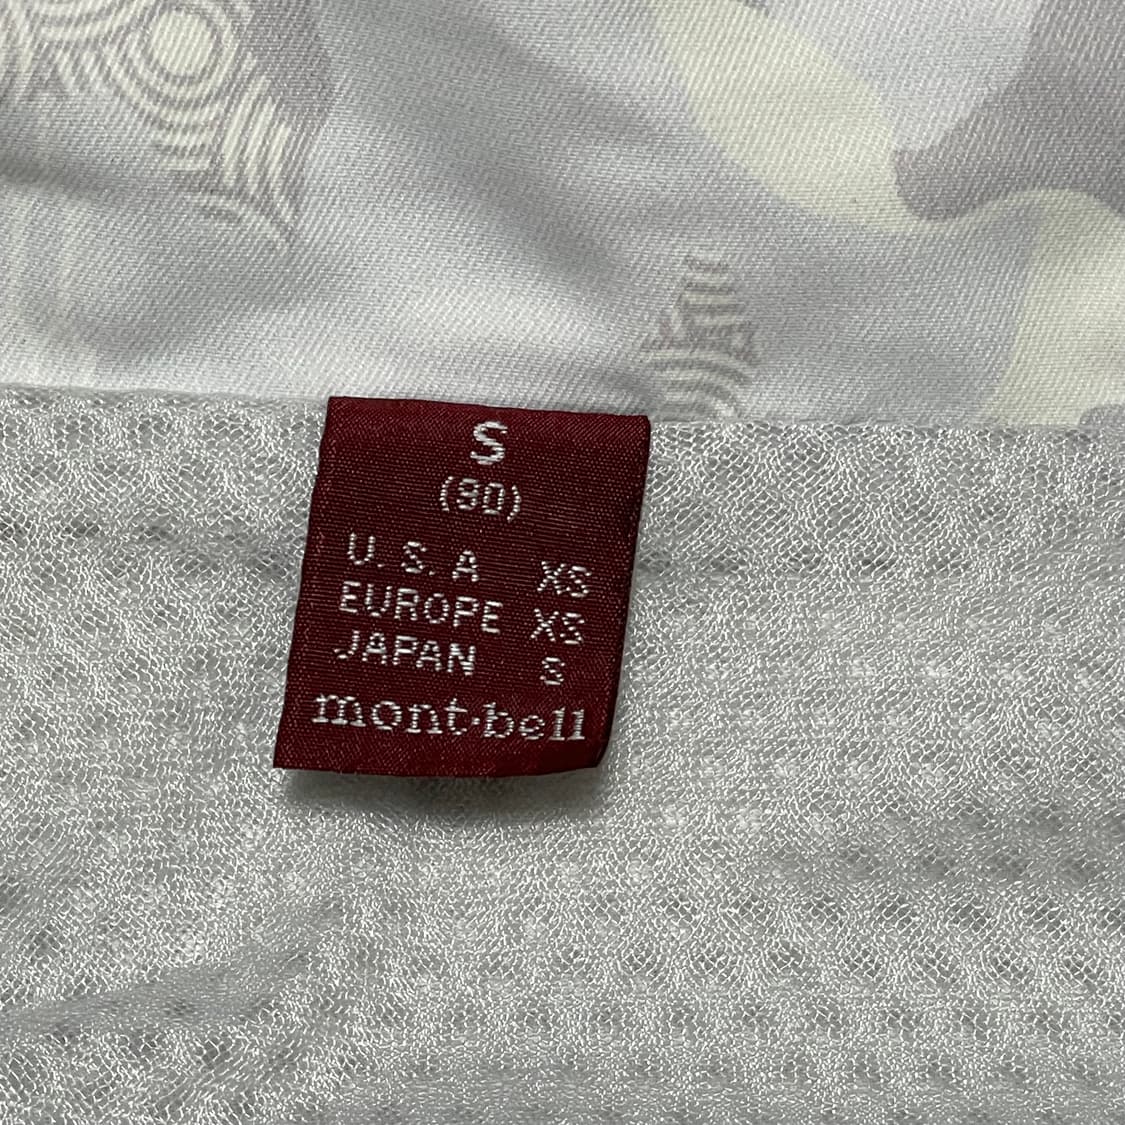 S
(90)
U.S.A XS
EUROPE XS
JAPAN S
mont·bell